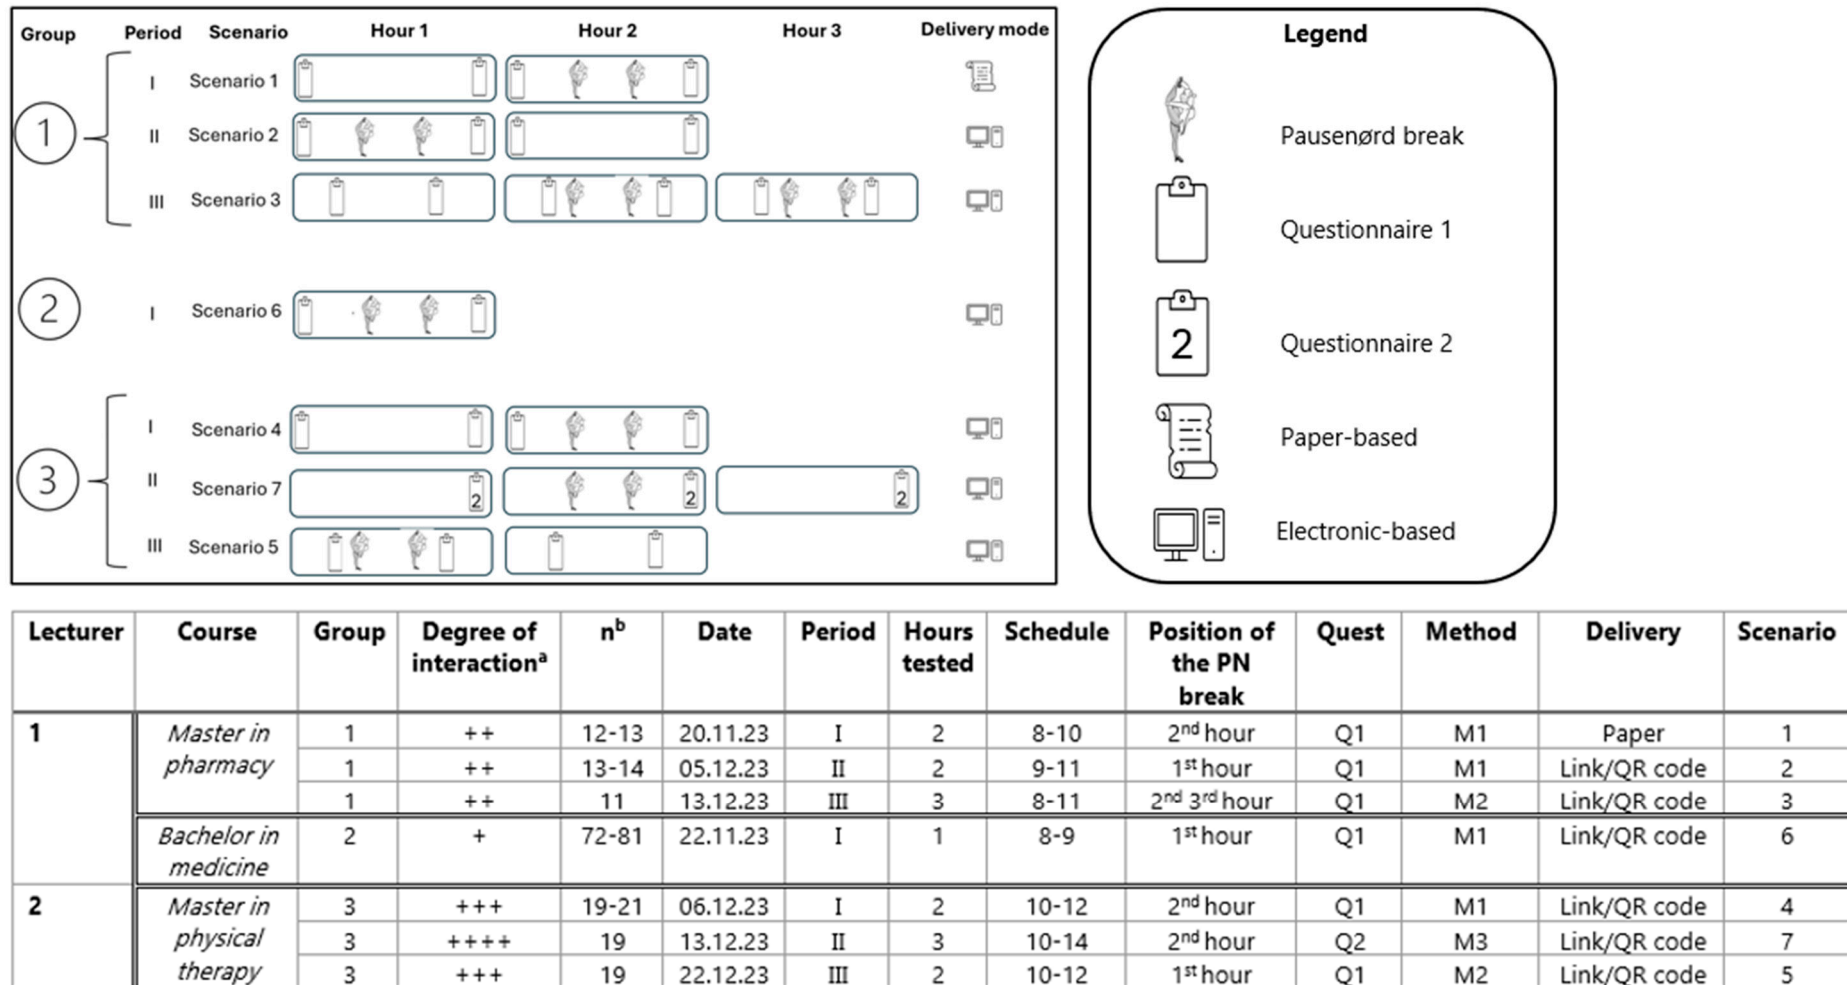 Group Period Scenario Hour 1 Hour 2 Hour 3 Delivery mode
1
I Scenario 1
II Scenario 2
III Scenario 3
2
I Scenario 6
3
I Scenario 4
II Scenario 7 2 2 2
III Scenario 5
Legend
Pausenørd break
Questionnaire 1
2 Questionnaire 2
Paper-based
Electronic-based
Lecturer Course Group Degree of interactionᵃ nᵇ Date Period Hours tested Schedule Position of the PN break Quest Method Delivery Scenario
1 Master in pharmacy 1 ++ 12-13 20.11.23 I 2 8-10 2nd hour Q1 M1 Paper 1
1 ++ 13-14 05.12.23 II 2 9-11 1st hour Q1 M1 Link/QR code 2
1 ++ 11 13.12.23 III 3 8-11 2nd 3rd hour Q1 M2 Link/QR code 3
Bachelor in medicine 2 + 72-81 22.11.23 I 1 8-9 1st hour Q1 M1 Link/QR code 6
2 Master in physical therapy 3 +++ 19-21 06.12.23 I 2 10-12 2nd hour Q1 M1 Link/QR code 4
3 ++++ 19 13.12.23 II 3 10-14 2nd hour Q2 M3 Link/QR code 7
3 +++ 19 22.12.23 III 2 10-12 1st hour Q1 M2 Link/QR code 5